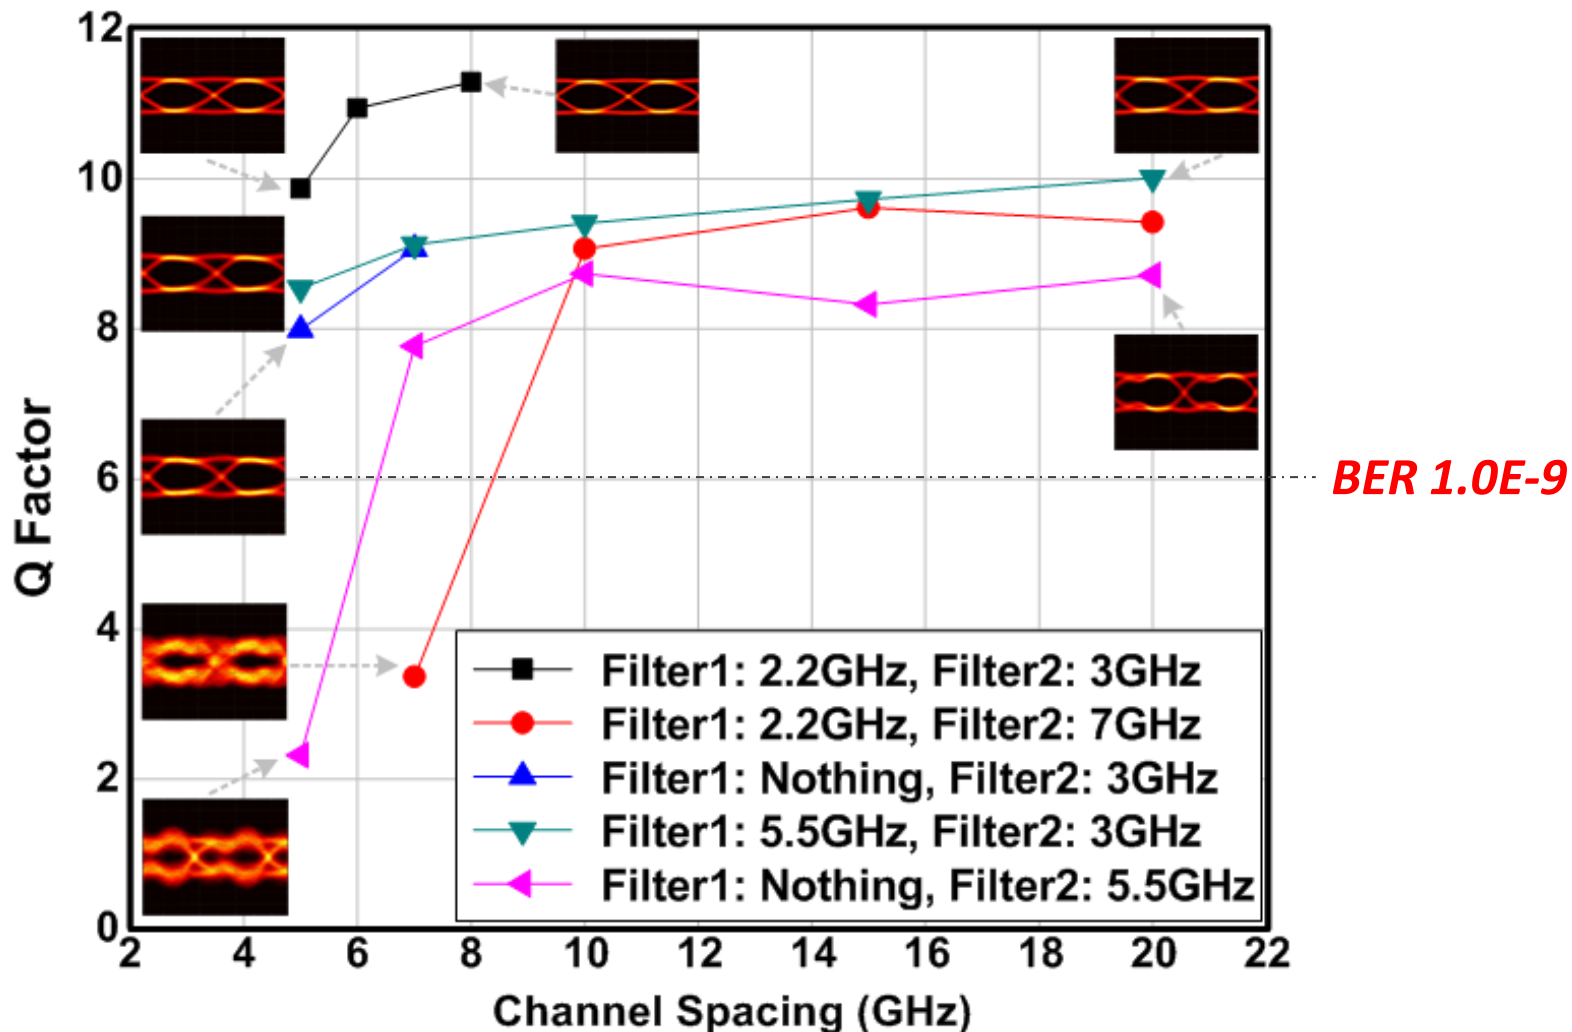 12
10
8
6
4
2
0
Q Factor
BER 1.0E-9
Filter1: 2.2GHz, Filter2: 3GHz
Filter1: 2.2GHz, Filter2: 7GHz
Filter1: Nothing, Filter2: 3GHz
Filter1: 5.5GHz, Filter2: 3GHz
Filter1: Nothing, Filter2: 5.5GHz
2 4 6 8 10 12 14 16 18 20 22
Channel Spacing (GHz)